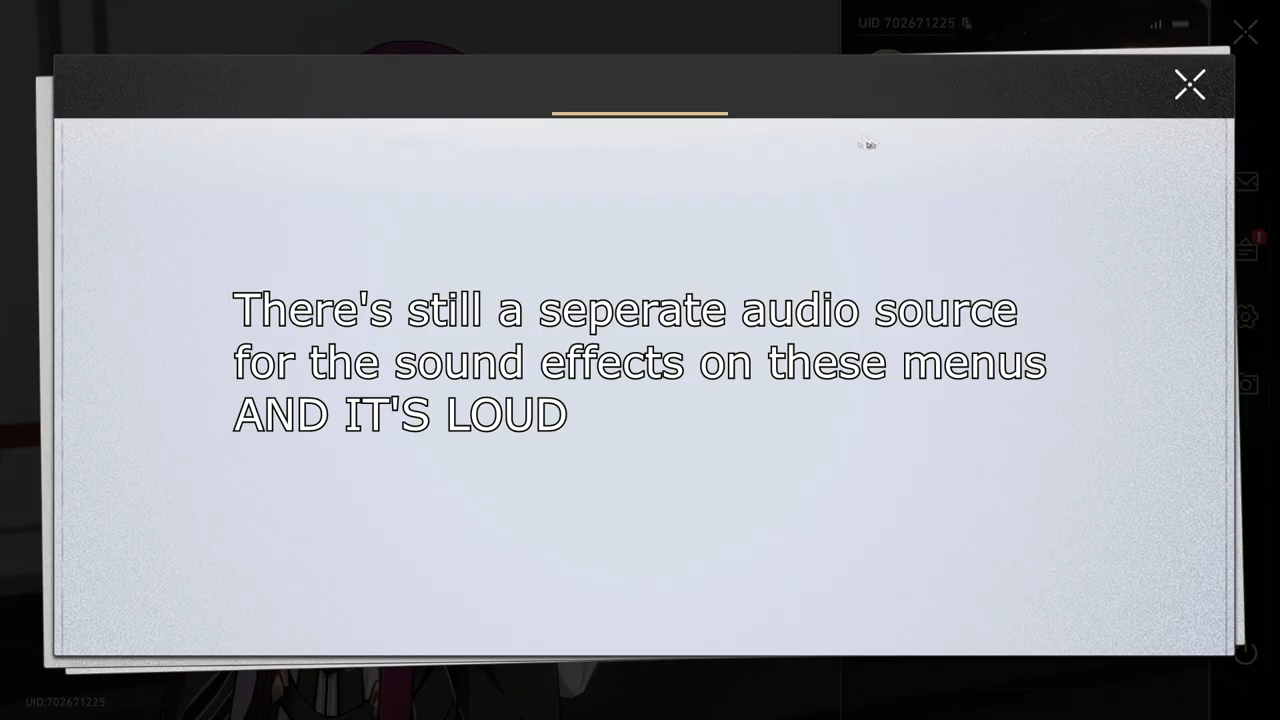 UID 702671225
There's still a seperate audio source
for the sound effects on these menus
AND IT'S LOUD
UID:702671225